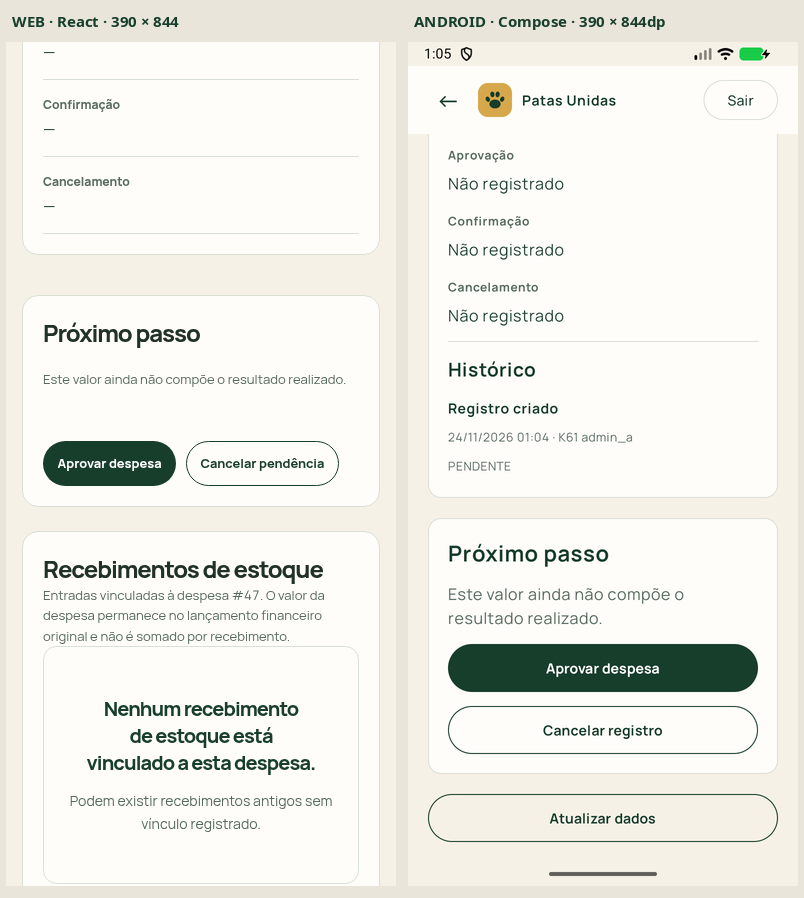 WEB · React · 390 × 844
—
Confirmação
—
Cancelamento
—
Próximo passo
Este valor ainda não compõe o resultado realizado.
Aprovar despesa
Cancelar pendência
Recebimentos de estoque
Entradas vinculadas à despesa #47. O valor da
despesa permanece no lançamento financeiro
original e não é somado por recebimento.
Nenhum recebimento
de estoque está
vinculado a esta despesa.
Podem existir recebimentos antigos sem
vínculo registrado.
ANDROID · Compose · 390 × 844dp
1:05
Patas Unidas
Sair
Aprovação
Não registrado
Confirmação
Não registrado
Cancelamento
Não registrado
Histórico
Registro criado
24/11/2026 01:04 · K61 admin_a
PENDENTE
Próximo passo
Este valor ainda não compõe o
resultado realizado.
Aprovar despesa
Cancelar registro
Atualizar dados